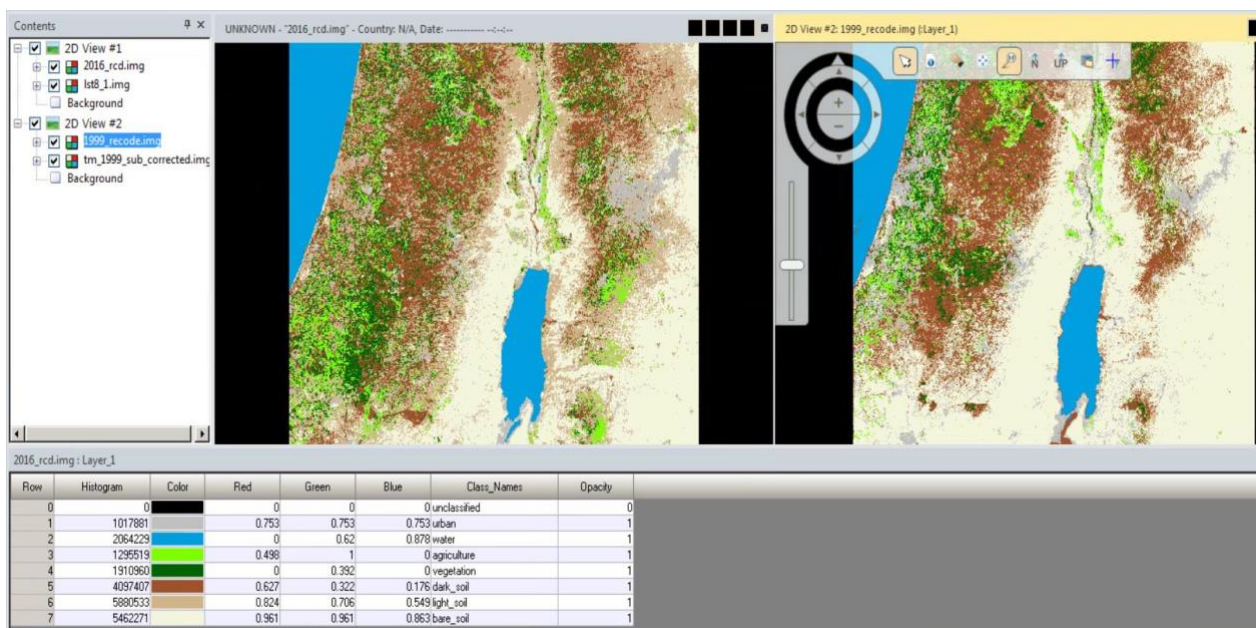 Contents
2D View #1
2016_rcd.img
lst8_1.img
Background
2D View #2
1999_recode.img
tm_1999_sub_corrected.img
Background
UNKNOWN - "2016_rcd.img" - Country: N/A, Date: ----------- --:--:--
2D View #2: 1999_recode.img (:Layer_1)
N UP
2016_rcd.img : Layer_1
Row Histogram Color Red Green Blue Class_Names Opacity
0 0 0 0 0 unclassified 0
1 1017881 0.753 0.753 0.753 urban 1
2 2064229 0 0.62 0.878 water 1
3 1295519 0.498 1 0 agriculture 1
4 1910960 0 0.392 0 vegetation 1
5 4097407 0.627 0.322 0.176 dark_soil 1
6 5880533 0.824 0.706 0.549 light_soil 1
7 5462271 0.961 0.961 0.863 bare_soil 1